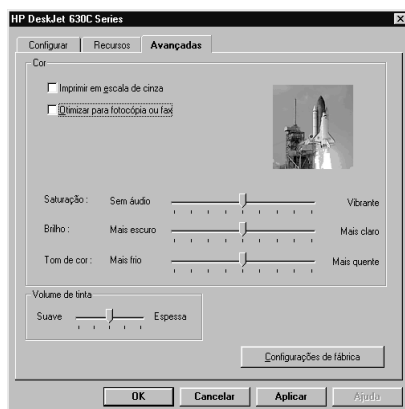 HP DeskJet 630C Series
Configurar Recursos Avançadas
Cor
Imprimir em escala de cinza
Otimizar para fotocópia ou fax
Saturação : Sem áudio Vibrante
Brilho : Mais escuro Mais claro
Tom de cor : Mais frio Mais quente
Volume de tinta
Suave Espessa
Configurações de fábrica
OK Cancelar Aplicar Ajuda